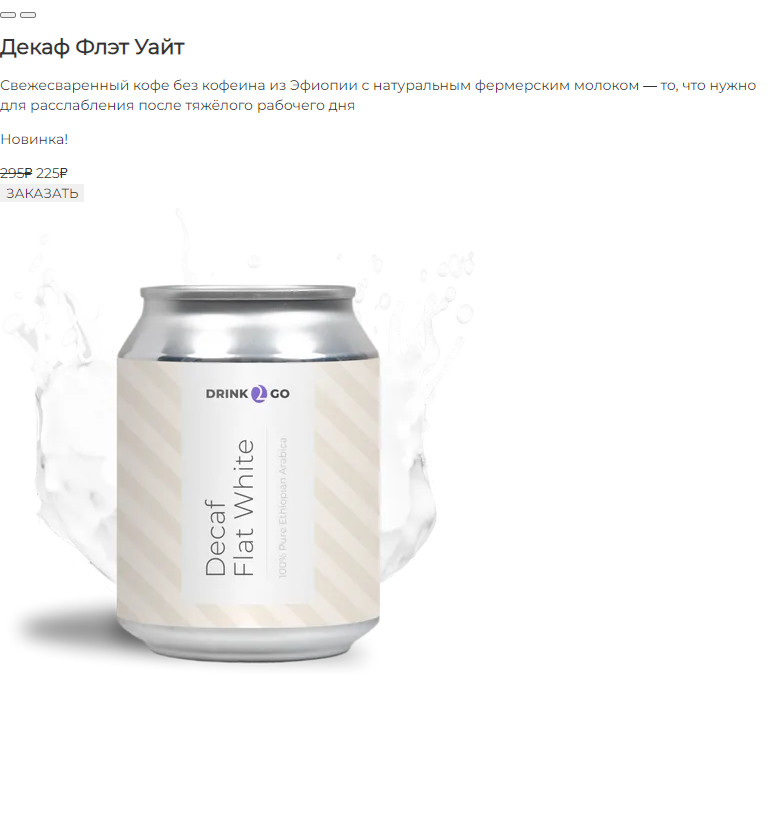 Декаф Флэт Уайт
Свежесваренный кофе без кофеина из Эфиопии с натуральным фермерским молоком — то, что нужно
для расслабления после тяжёлого рабочего дня
Новинка!
295₽ 225₽
ЗАКАЗАТЬ
DRINK 2 GO
Decaf
Flat White
100% Pure Ethiopian Arabica